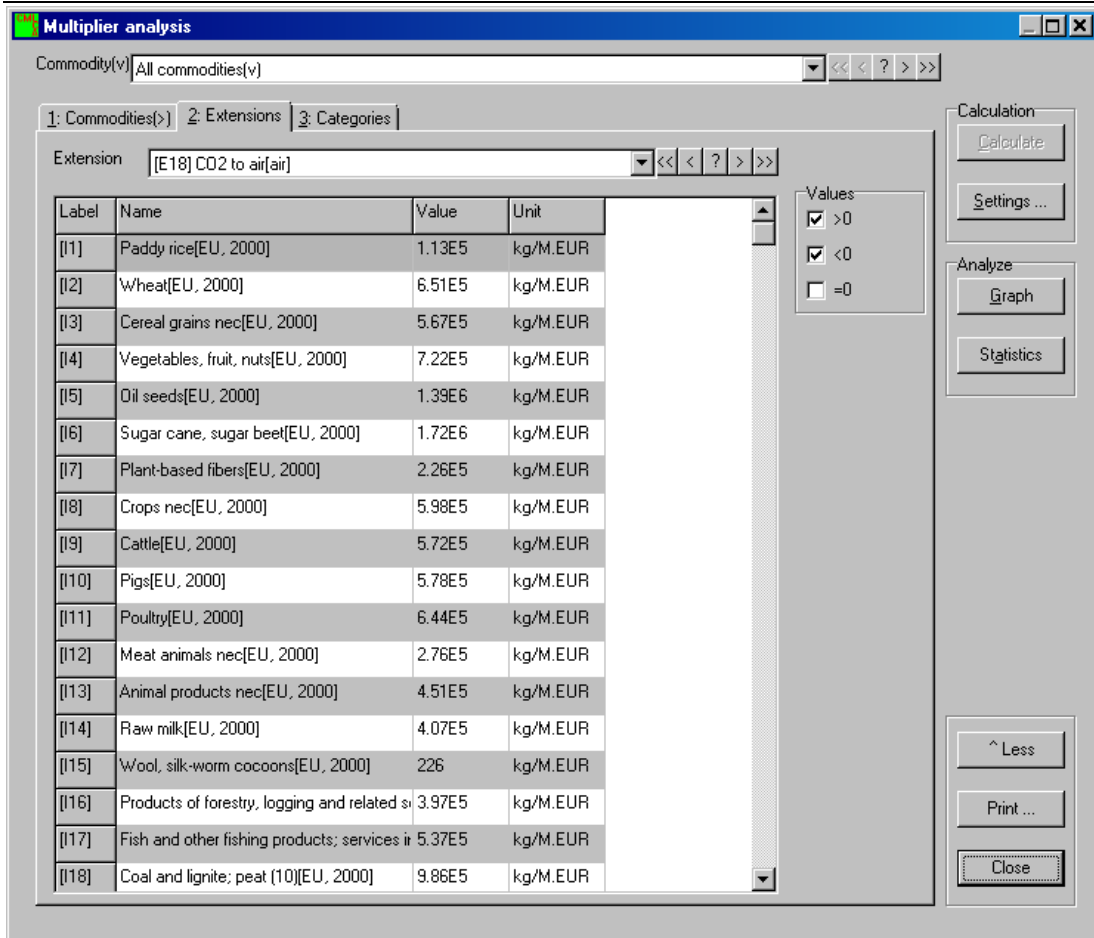 CML
Multiplier analysis
Commodity(v) All commodities(v) << < ? > >>
1: Commodities(>) 2: Extensions 3: Categories
Calculation
Calculate
Settings ...
Extension [E18] CO2 to air[air] << < ? > >>
Values
>0
<0
=0
Analyze
Graph
Statistics
Label Name Value Unit
[I1] Paddy rice[EU, 2000] 1.13E5 kg/M.EUR
[I2] Wheat[EU, 2000] 6.51E5 kg/M.EUR
[I3] Cereal grains nec[EU, 2000] 5.67E5 kg/M.EUR
[I4] Vegetables, fruit, nuts[EU, 2000] 7.22E5 kg/M.EUR
[I5] Oil seeds[EU, 2000] 1.39E6 kg/M.EUR
[I6] Sugar cane, sugar beet[EU, 2000] 1.72E6 kg/M.EUR
[I7] Plant-based fibers[EU, 2000] 2.26E5 kg/M.EUR
[I8] Crops nec[EU, 2000] 5.98E5 kg/M.EUR
[I9] Cattle[EU, 2000] 5.72E5 kg/M.EUR
[I10] Pigs[EU, 2000] 5.78E5 kg/M.EUR
[I11] Poultry[EU, 2000] 6.44E5 kg/M.EUR
[I12] Meat animals nec[EU, 2000] 2.76E5 kg/M.EUR
[I13] Animal products nec[EU, 2000] 4.51E5 kg/M.EUR
[I14] Raw milk[EU, 2000] 4.07E5 kg/M.EUR
[I15] Wool, silk-worm cocoons[EU, 2000] 226 kg/M.EUR
[I16] Products of forestry, logging and related s 3.97E5 kg/M.EUR
[I17] Fish and other fishing products; services i 5.37E5 kg/M.EUR
[I18] Coal and lignite; peat (10)[EU, 2000] 9.86E5 kg/M.EUR
^ Less
Print ...
Close